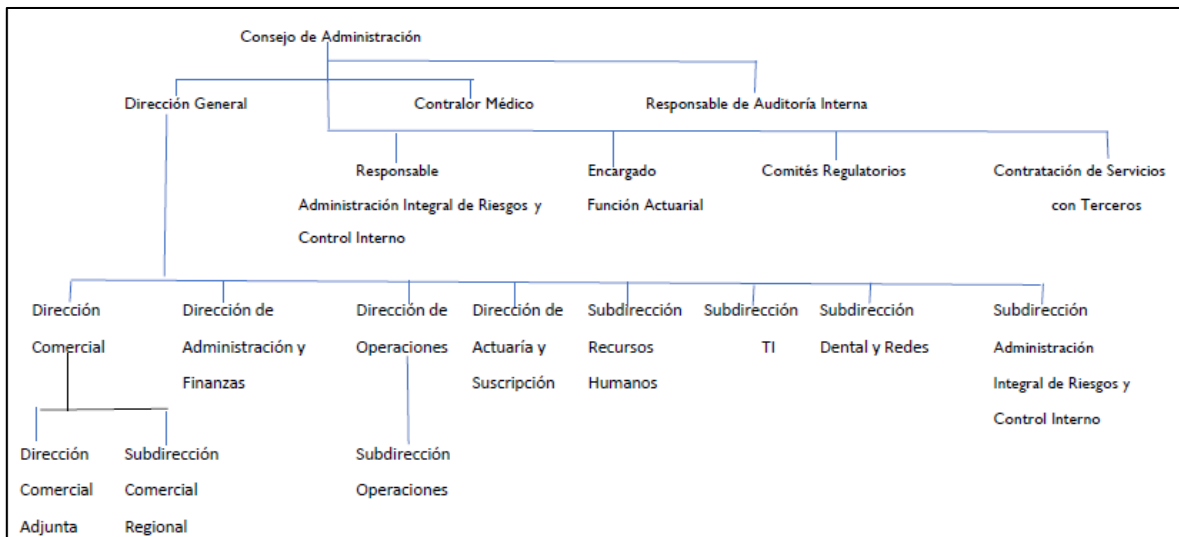 Consejo de Administración
Dirección General
Contralor Médico
Responsable de Auditoría Interna
Responsable
Administración Integral de Riesgos y
Control Interno
Encargado
Función Actuarial
Comités Regulatorios
Contratación de Servicios
con Terceros
Dirección
Comercial
Dirección de
Administración y
Finanzas
Dirección de
Operaciones
Dirección de
Actuaría y
Suscripción
Subdirección
Recursos
Humanos
Subdirección
TI
Subdirección
Dental y Redes
Subdirección
Administración
Integral de Riesgos y
Control Interno
Dirección
Comercial
Adjunta
Subdirección
Comercial
Regional
Subdirección
Operaciones